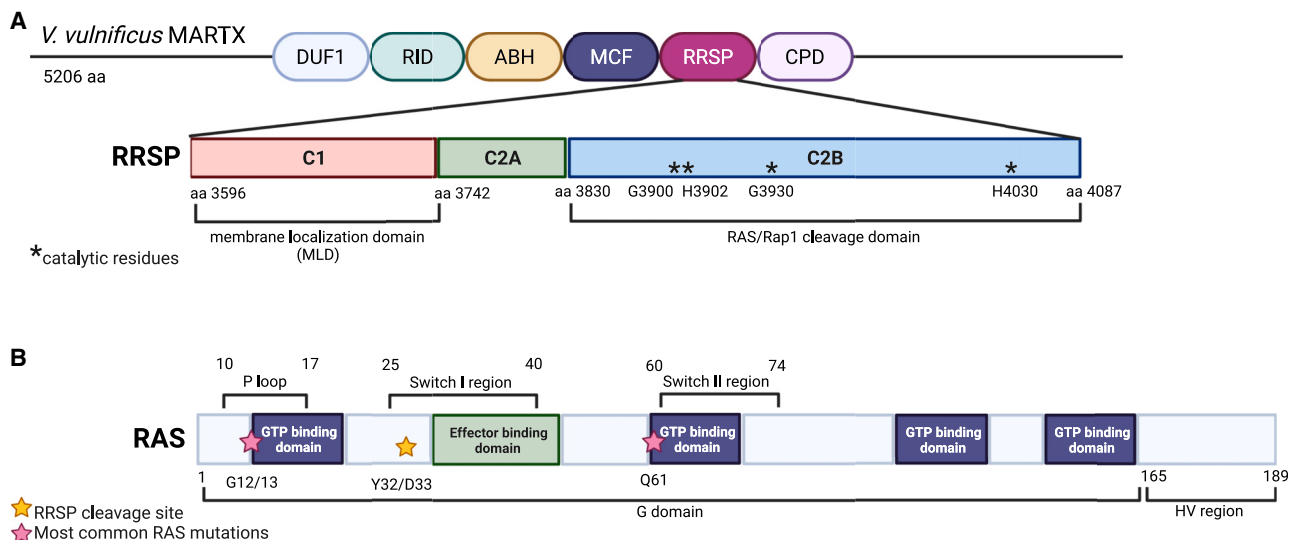 A
V. vulnificus MARTX
5206 aa
DUF1 RID ABH MCF RRSP CPD
RRSP
C1 C2A C2B
* * * *
aa 3596 aa 3742 aa 3830 G3900 H3902 G3930 H4030 aa 4087
membrane localization domain
(MLD)
RAS/Rap1 cleavage domain
*catalytic residues
B
10 17 25 40 60 74
P loop Switch I region Switch II region
RAS
GTP binding
domain
Effector binding
domain
GTP binding
domain
GTP binding
domain
GTP binding
domain
1 G12/13 Y32/D33 Q61 165 189
G domain HV region
RRSP cleavage site
Most common RAS mutations